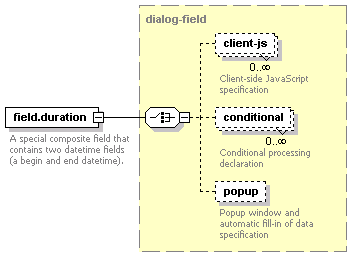 dialog-field
client-js
0..∞
Client-side JavaScript
specification
field.duration
A special composite field that
contains two datetime fields
(a begin and end datetime).
conditional
0..∞
Conditional processing
declaration
popup
Popup window and
automatic fill-in of data
specification